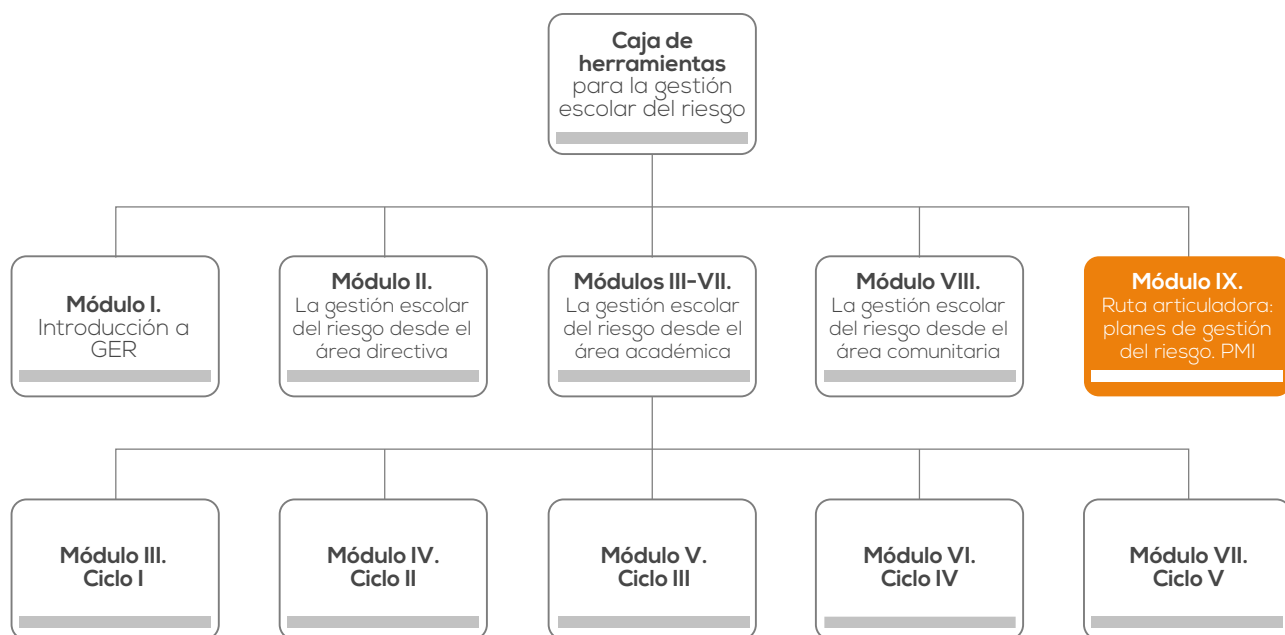 Caja de
herramientas
para la gestión
escolar del riesgo
Módulo I.
Introducción a
GER
Módulo II.
La gestión escolar
del riesgo desde el
área directiva
Módulos III-VII.
La gestión escolar
del riesgo desde el
área académica
Módulo VIII.
La gestión escolar
del riesgo desde el
área comunitaria
Módulo IX.
Ruta articuladora:
planes de gestión
del riesgo. PMI
Módulo III.
Ciclo I
Módulo IV.
Ciclo II
Módulo V.
Ciclo III
Módulo VI.
Ciclo IV
Módulo VII.
Ciclo V